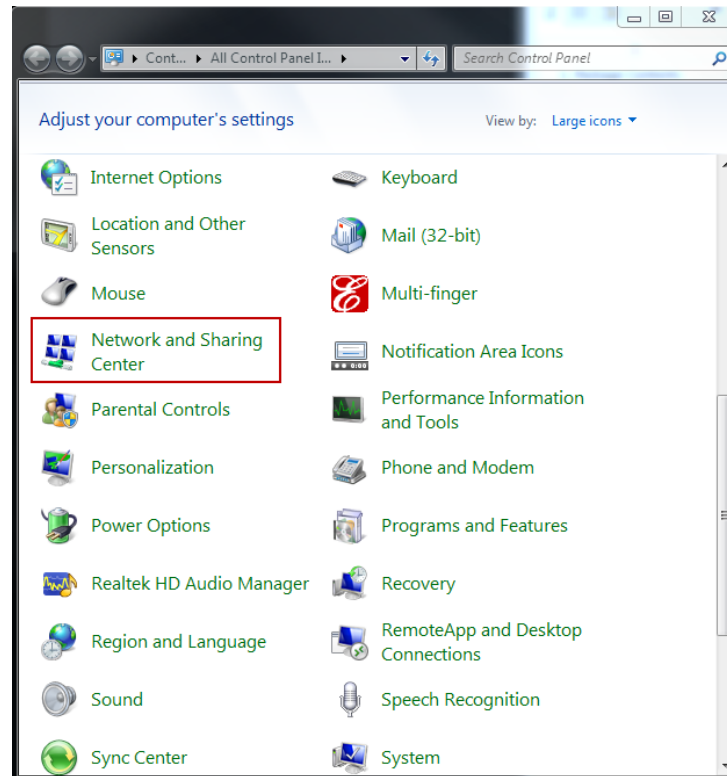 Cont... All Control Panel I... Search Control Panel
Adjust your computer's settings View by: Large icons
Internet Options Keyboard
Location and Other
Sensors
Mail (32-bit)
Mouse Multi-finger
Network and Sharing
Center
Notification Area Icons
Parental Controls
Performance Information
and Tools
Personalization Phone and Modem
Power Options Programs and Features
Realtek HD Audio Manager Recovery
Region and Language
RemoteApp and Desktop
Connections
Sound Speech Recognition
Sync Center System